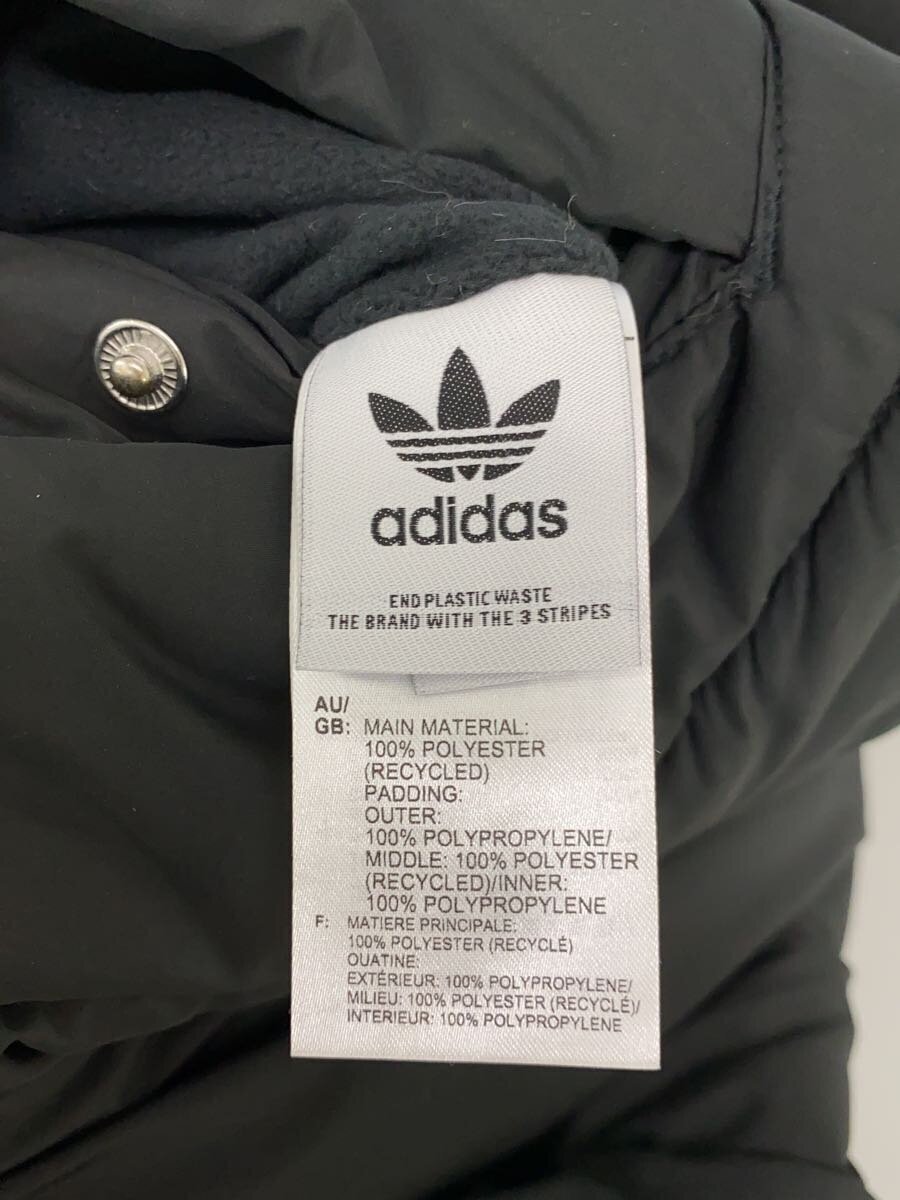 adidas
END PLASTIC WASTE
THE BRAND WITH THE 3 STRIPES
AU/
GB: MAIN MATERIAL:
100% POLYESTER
(RECYCLED)
PADDING:
OUTER:
100% POLYPROPYLENE/
MIDDLE: 100% POLYESTER
(RECYCLED)/INNER:
100% POLYPROPYLENE
F: MATIERE PRINCIPALE:
100% POLYESTER (RECYCLÉ)
OUATINE:
EXTÉRIEUR: 100% POLYPROPYLENE/
MILIEU: 100% POLYESTER (RECYCLÉ)/
INTERIEUR: 100% POLYPROPYLENE